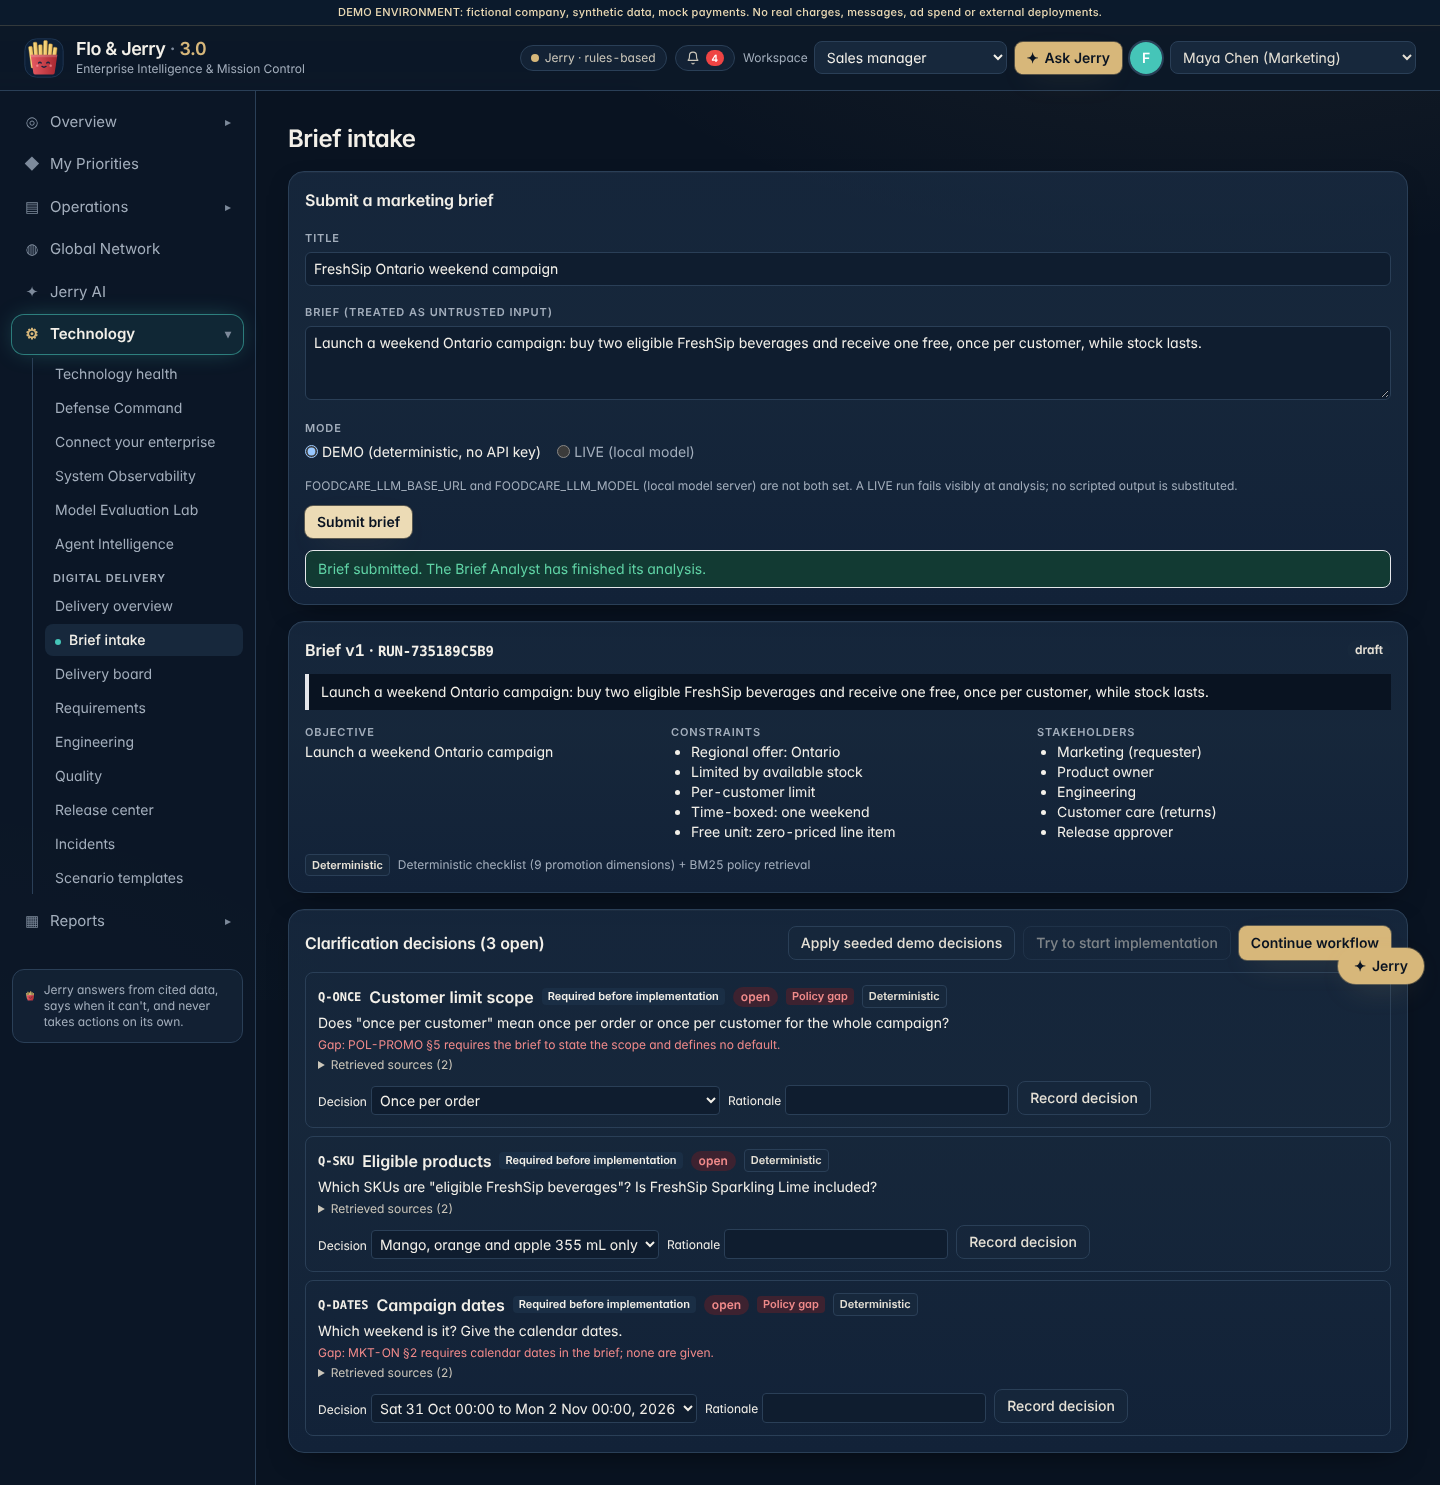 DEMO ENVIRONMENT: fictional company, synthetic data, mock payments. No real charges, messages, ad spend or external deployments.
Flo & Jerry · 3.0
Enterprise Intelligence & Mission Control
Jerry · rules-based
4
Workspace
Sales manager
✦ Ask Jerry
F
Maya Chen (Marketing)
Overview
My Priorities
Operations
Global Network
Jerry AI
Technology
Technology health
Defense Command
Connect your enterprise
System Observability
Model Evaluation Lab
Agent Intelligence
DIGITAL DELIVERY
Delivery overview
Brief intake
Delivery board
Requirements
Engineering
Quality
Release center
Incidents
Scenario templates
Reports
Jerry answers from cited data,
says when it can't, and never
takes actions on its own.
Brief intake
Submit a marketing brief
TITLE
FreshSip Ontario weekend campaign
BRIEF (TREATED AS UNTRUSTED INPUT)
Launch a weekend Ontario campaign: buy two eligible FreshSip beverages and receive one free, once per customer, while stock lasts.
MODE
DEMO (deterministic, no API key)
LIVE (local model)
FOODCARE_LLM_BASE_URL and FOODCARE_LLM_MODEL (local model server) are not both set. A LIVE run fails visibly at analysis; no scripted output is substituted.
Submit brief
Brief submitted. The Brief Analyst has finished its analysis.
Brief v1 · RUN-735189C5B9
draft
Launch a weekend Ontario campaign: buy two eligible FreshSip beverages and receive one free, once per customer, while stock lasts.
OBJECTIVE
Launch a weekend Ontario campaign
CONSTRAINTS
• Regional offer: Ontario
• Limited by available stock
• Per-customer limit
• Time-boxed: one weekend
• Free unit: zero-priced line item
STAKEHOLDERS
• Marketing (requester)
• Product owner
• Engineering
• Customer care (returns)
• Release approver
Deterministic
Deterministic checklist (9 promotion dimensions) + BM25 policy retrieval
Clarification decisions (3 open)
Apply seeded demo decisions
Try to start implementation
Continue workflow
✦ Jerry
Q-ONCE Customer limit scope Required before implementation open Policy gap Deterministic
Does "once per customer" mean once per order or once per customer for the whole campaign?
Gap: POL-PROMO §5 requires the brief to state the scope and defines no default.
▶ Retrieved sources (2)
Decision Once per order Rationale Record decision
Q-SKU Eligible products Required before implementation open Deterministic
Which SKUs are "eligible FreshSip beverages"? Is FreshSip Sparkling Lime included?
▶ Retrieved sources (2)
Decision Mango, orange and apple 355 mL only Rationale Record decision
Q-DATES Campaign dates Required before implementation open Policy gap Deterministic
Which weekend is it? Give the calendar dates.
Gap: MKT-ON §2 requires calendar dates in the brief; none are given.
▶ Retrieved sources (2)
Decision Sat 31 Oct 00:00 to Mon 2 Nov 00:00, 2026 Rationale Record decision